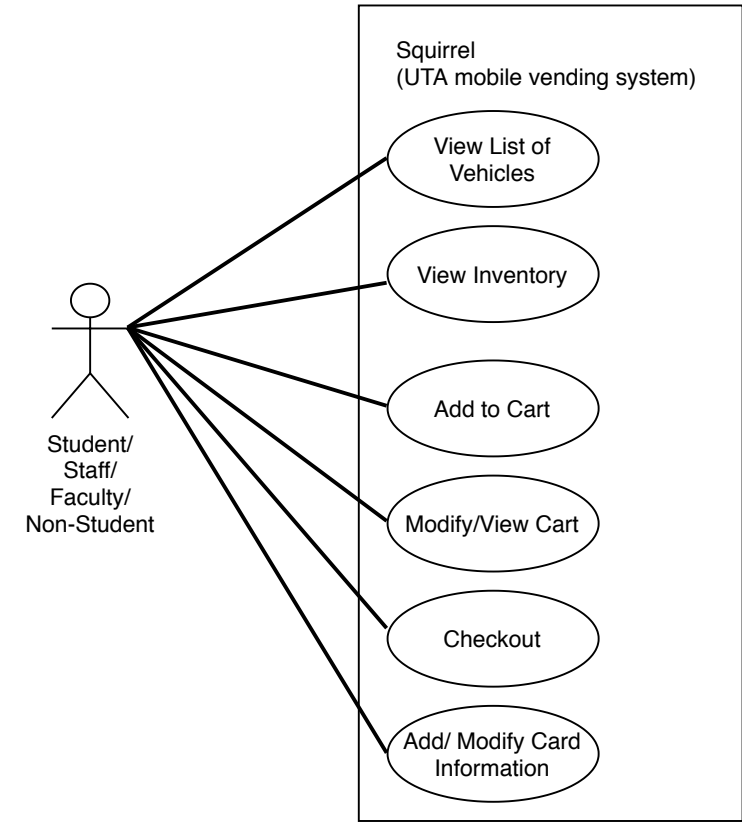 Squirrel
(UTA mobile vending system)
View List of
Vehicles
View Inventory
Add to Cart
Student/
Staff/
Faculty/
Non-Student
Modify/View Cart
Checkout
Add/ Modify Card
Information